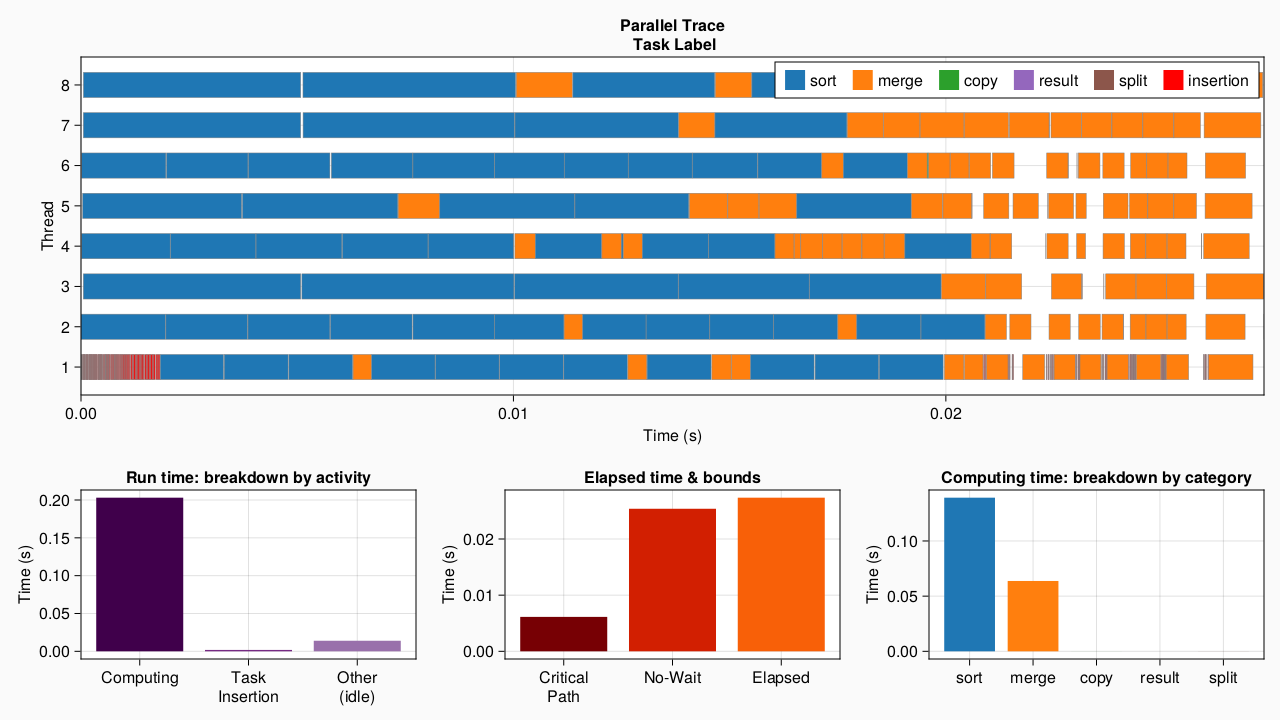 Parallel Trace
Task Label
sort merge copy result split insertion
8
7
6
5
4
3
2
1
Thread
0.00 0.01 0.02
Time (s)
Run time: breakdown by activity
0.20
0.15
0.10
0.05
0.00
Time (s)
Computing Task Insertion Other (idle)
Elapsed time & bounds
0.02
0.01
0.00
Time (s)
Critical Path No-Wait Elapsed
Computing time: breakdown by category
0.10
0.05
0.00
Time (s)
sort merge copy result split